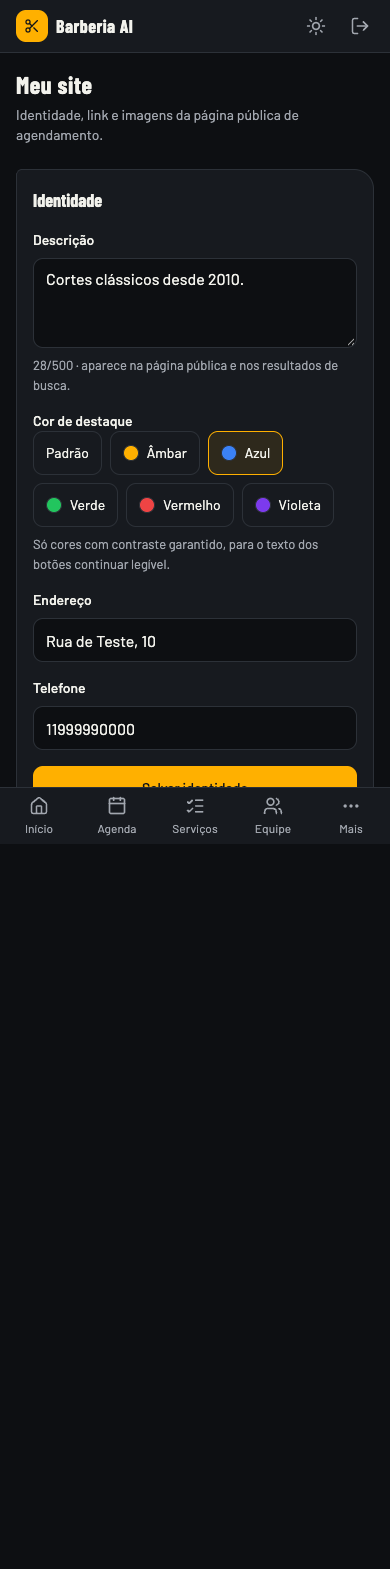 Barberia AI
Meu site
Identidade, link e imagens da página pública de
agendamento.
Identidade
Descrição
Cortes clássicos desde 2010.
28/500 · aparece na página pública e nos resultados de
busca.
Cor de destaque
Padrão
Âmbar
Azul
Verde
Vermelho
Violeta
Só cores com contraste garantido, para o texto dos
botões continuar legível.
Endereço
Rua de Teste, 10
Telefone
11999990000
Salvar identidade
Início
Agenda
Serviços
Equipe
Mais